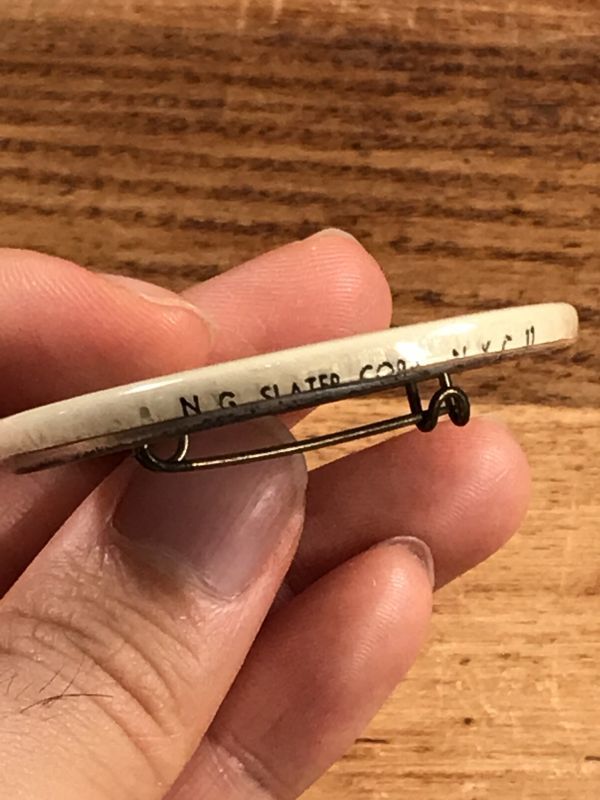 N. G. SLATER CORP. N.Y.C. 11